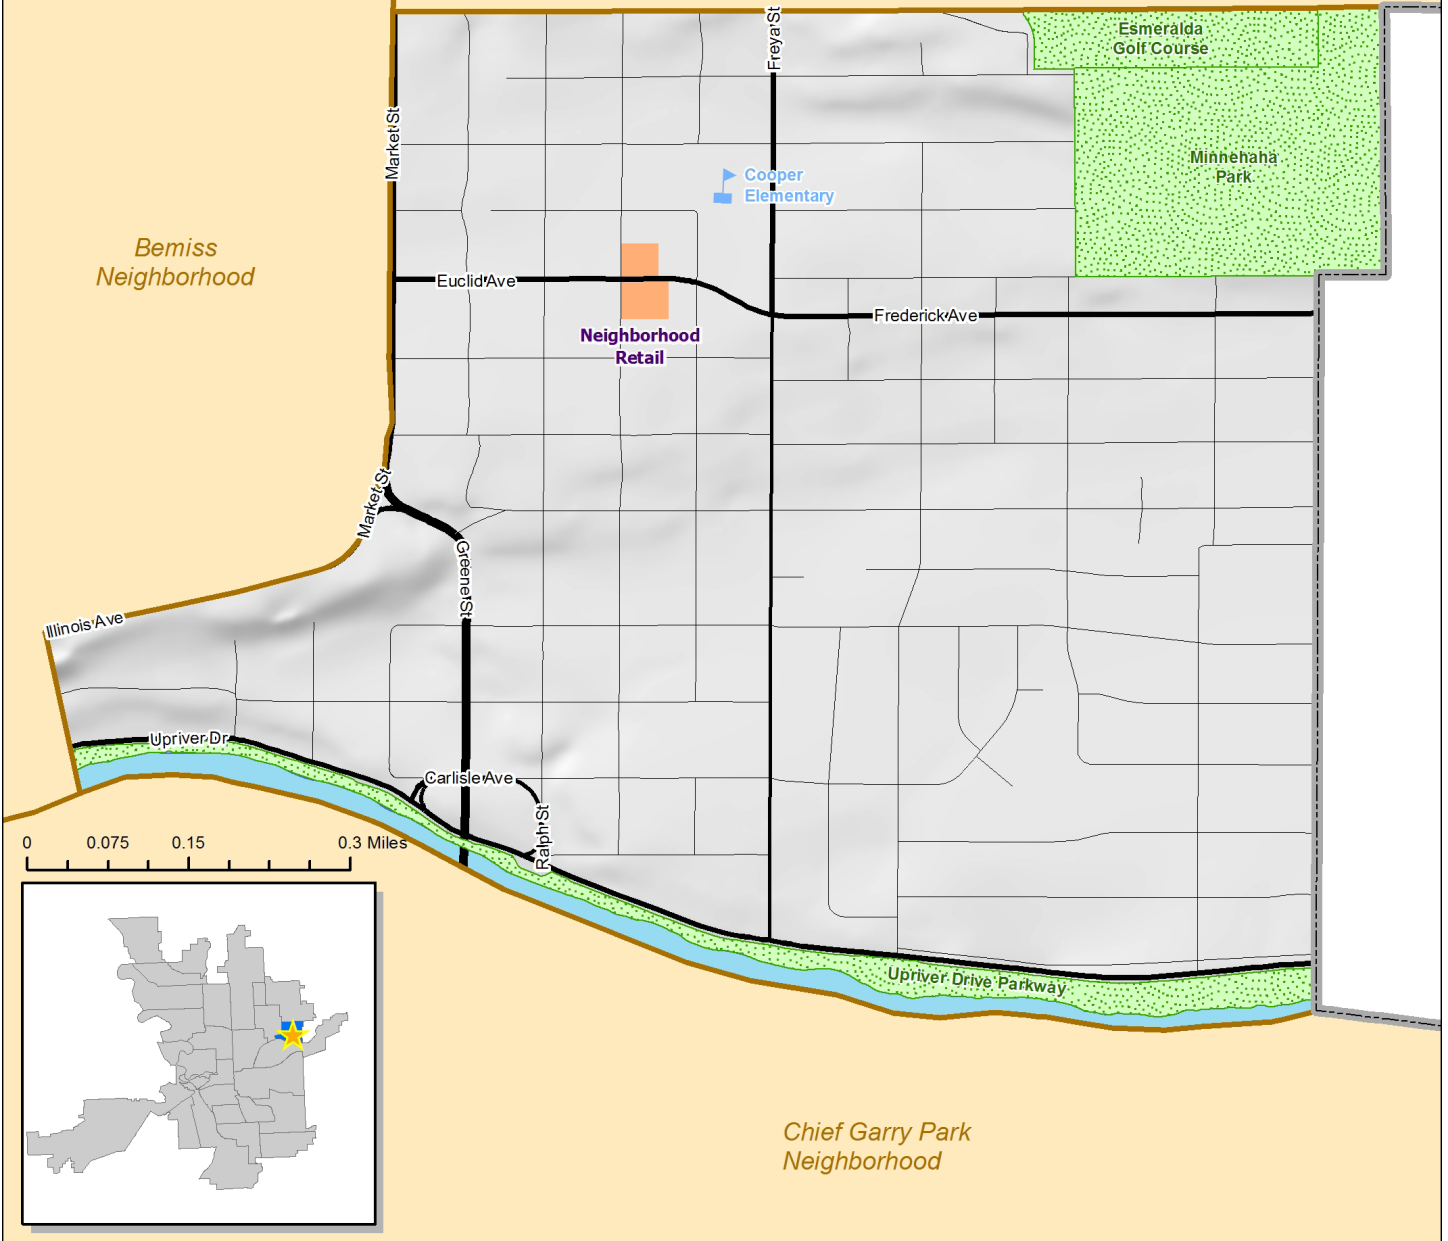 Freya St
Esmeralda
Golf Course
Market St
Minnehaha
Park
Cooper
Elementary
Bemiss
Neighborhood
Euclid Ave
Frederick Ave
Neighborhood
Retail
Market St
Greene St
Illinois Ave
Upriver Dr
Carlisle Ave
Ralph St
0 0.075 0.15 0.3 Miles
Upriver Drive Parkway
Chief Garry Park
Neighborhood